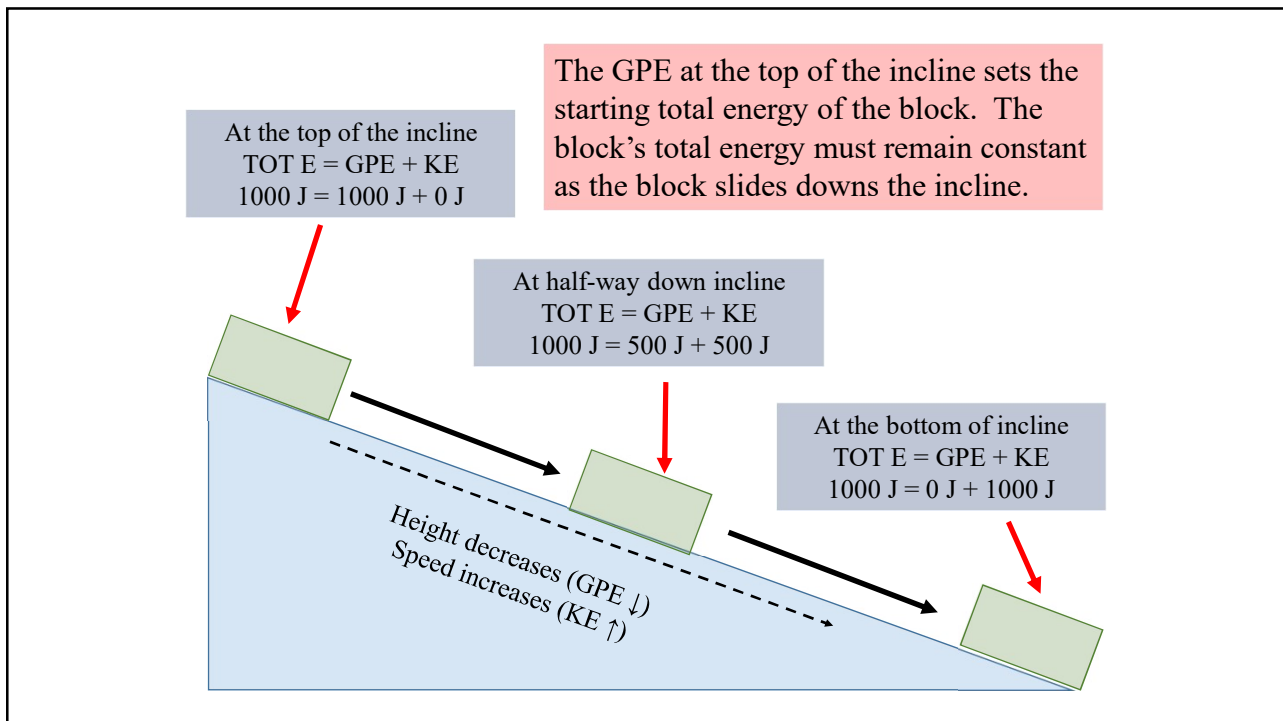 The GPE at the top of the incline sets the
starting total energy of the block.  The
block's total energy must remain constant
as the block slides downs the incline.
At the top of the incline
TOT E = GPE + KE
1000 J = 1000 J + 0 J
At half-way down incline
TOT E = GPE + KE
1000 J = 500 J + 500 J
At the bottom of incline
TOT E = GPE + KE
1000 J = 0 J + 1000 J
Height decreases (GPE ↓)
Speed increases (KE ↑)